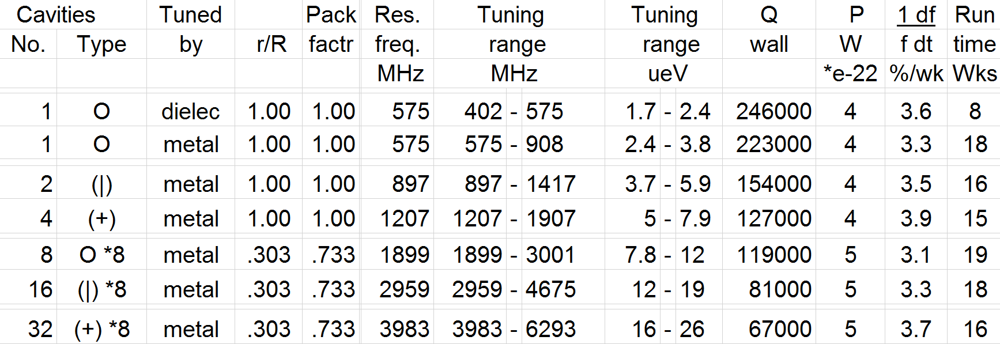 Cavities Tuned Pack Res. Tuning Tuning Q P 1 df Run
No. Type by r/R factr freq. range range wall W f dt time
MHz MHz ueV *e-22 %/wk Wks
1 O dielec 1.00 1.00 575 402 - 575 1.7 - 2.4 246000 4 3.6 8
1 O metal 1.00 1.00 575 575 - 908 2.4 - 3.8 223000 4 3.3 18
2 (|) metal 1.00 1.00 897 897 - 1417 3.7 - 5.9 154000 4 3.5 16
4 (+) metal 1.00 1.00 1207 1207 - 1907 5 - 7.9 127000 4 3.9 15
8 O *8 metal .303 .733 1899 1899 - 3001 7.8 - 12 119000 5 3.1 19
16 (|) *8 metal .303 .733 2959 2959 - 4675 12 - 19 81000 5 3.3 18
32 (+) *8 metal .303 .733 3983 3983 - 6293 16 - 26 67000 5 3.7 16